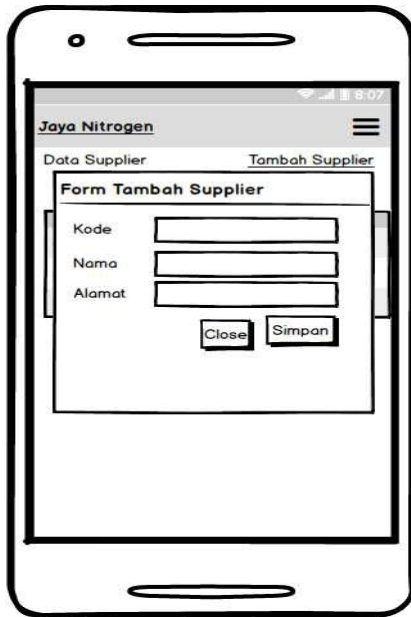 8:07
Jaya Nitrogen
Data Supplier Tambah Supplier
Form Tambah Supplier
Kode
Nama
Alamat
Close Simpan